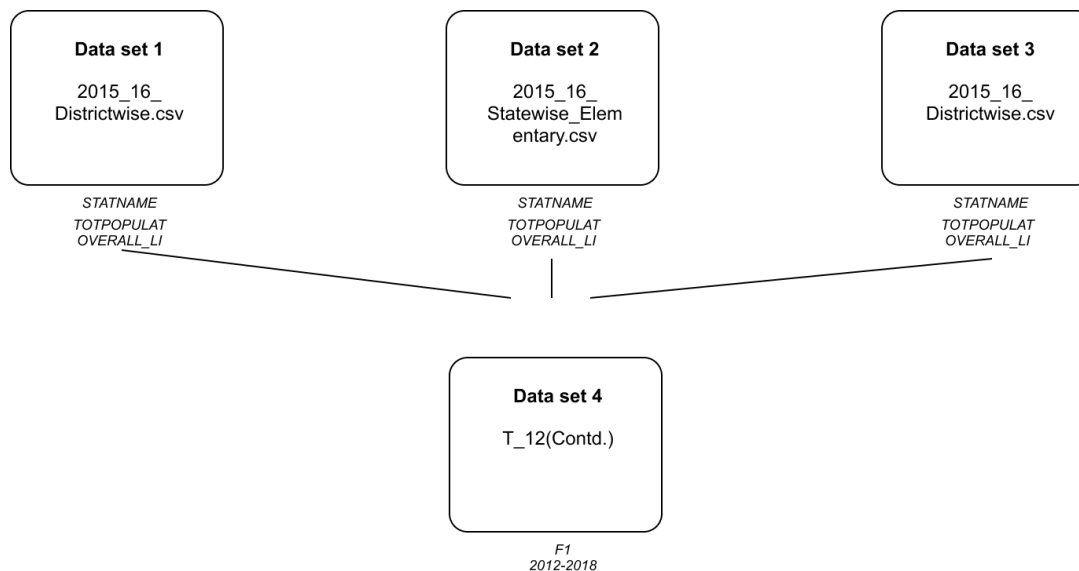 Data set 1
2015_16_
Districtwise.csv
STATNAME
TOTPOPULAT
OVERALL_LI
Data set 2
2015_16_
Statewise_Elem
entary.csv
STATNAME
TOTPOPULAT
OVERALL_LI
Data set 3
2015_16_
Districtwise.csv
STATNAME
TOTPOPULAT
OVERALL_LI
Data set 4
T_12(Contd.)
F1
2012-2018